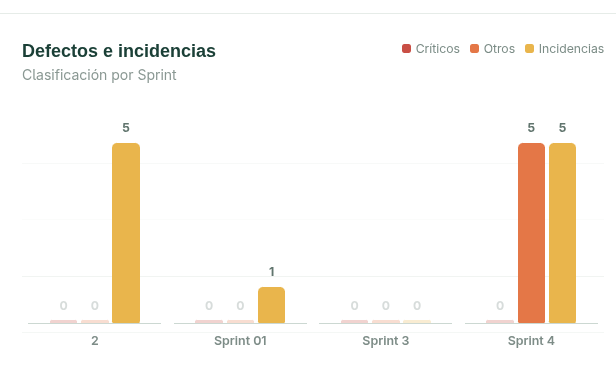 Defectos e incidencias
Críticos Otros Incidencias
Clasificación por Sprint
5 5 5
1
0 0 0 0 0 0 0 0
2 Sprint 01 Sprint 3 Sprint 4